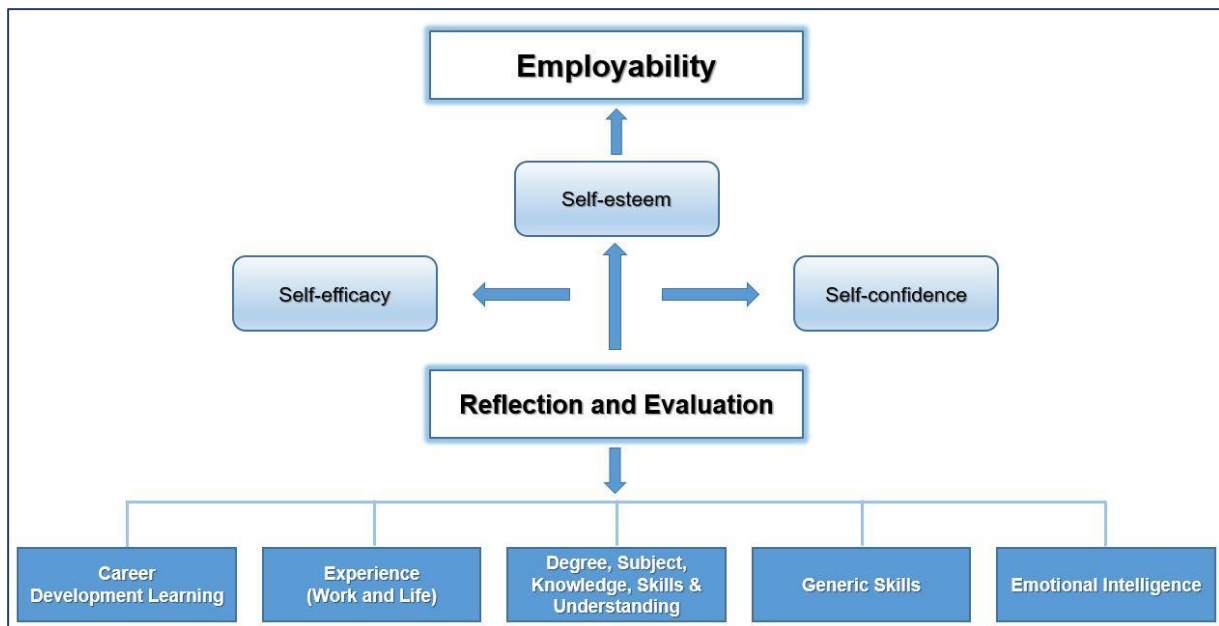 Employability
Self-esteem
Self-efficacy
Self-confidence
Reflection and Evaluation
Career
Development Learning
Experience
(Work and Life)
Degree, Subject,
Knowledge, Skills &
Understanding
Generic Skills
Emotional Intelligence